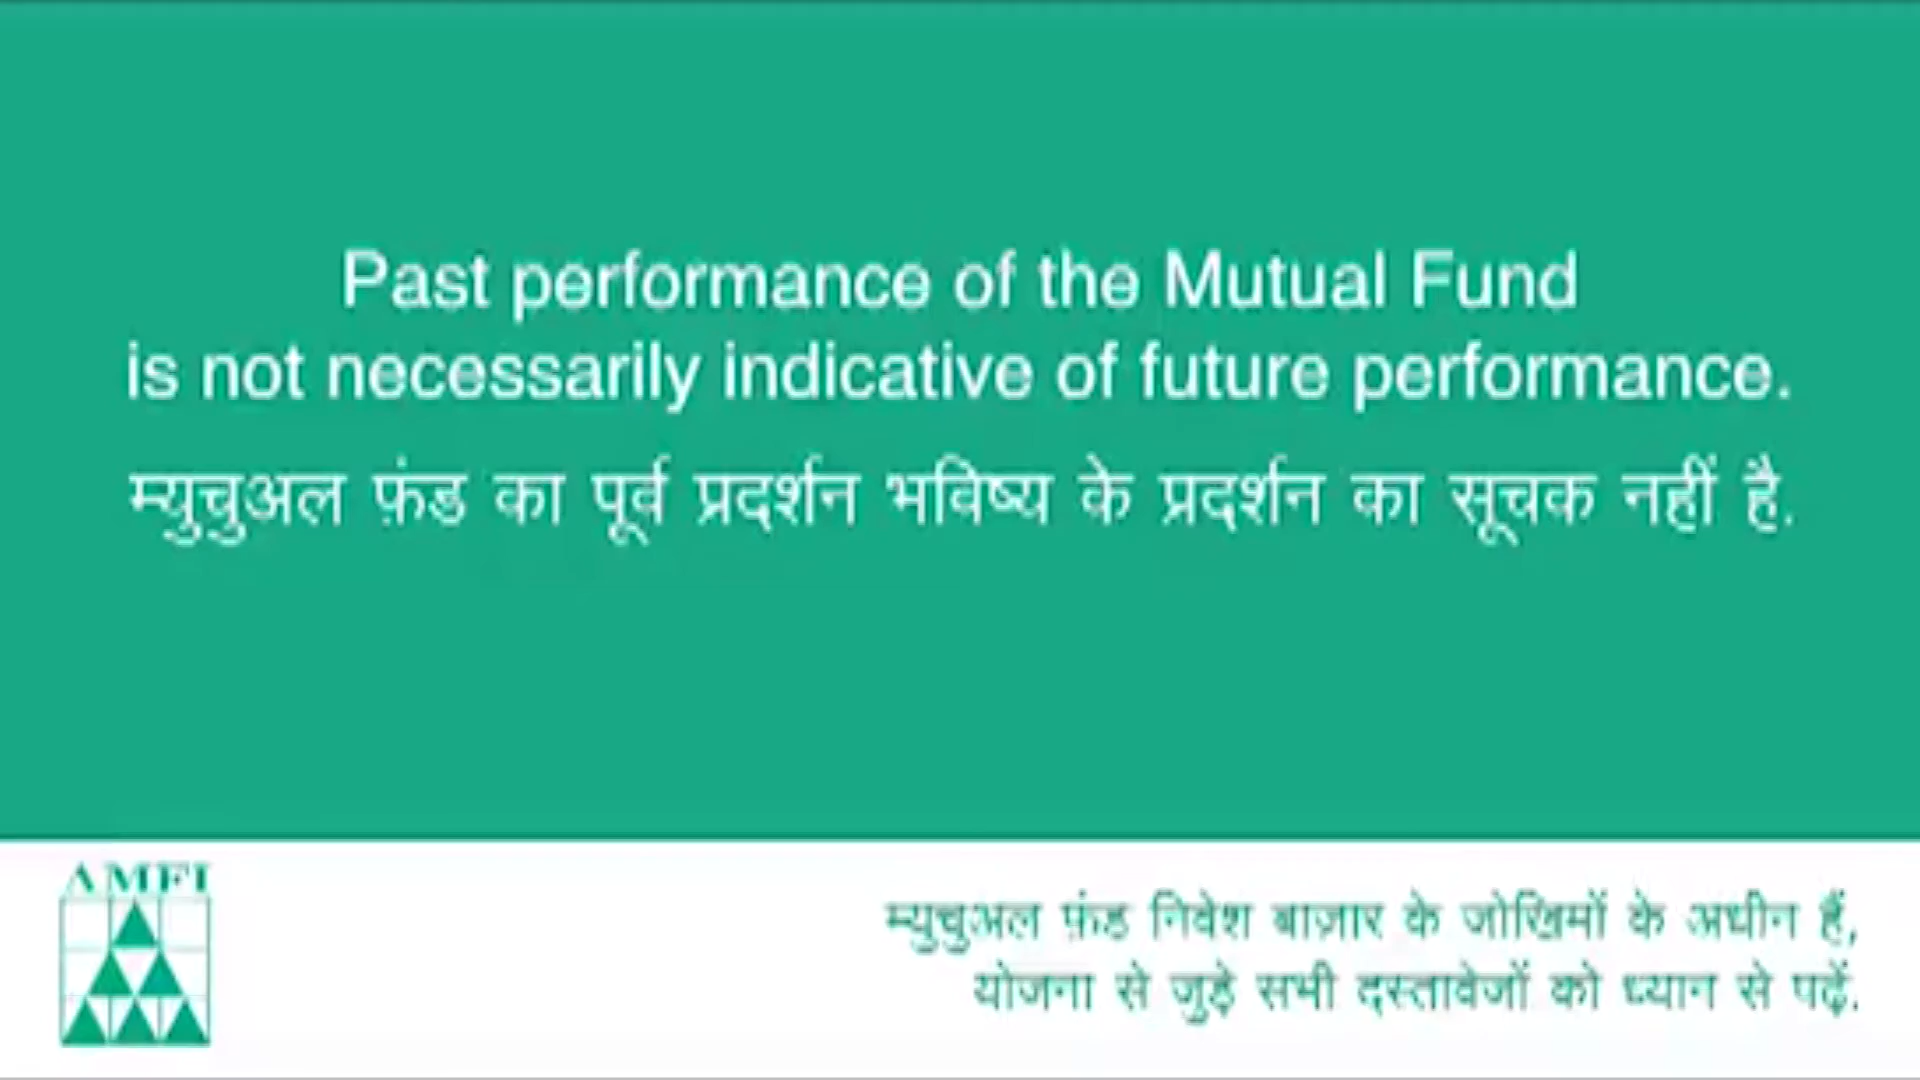 Past performance of the Mutual Fund
is not necessarily indicative of future performance.
म्युचुअल फ़ंड का पूर्व प्रदर्शन भविष्य के प्रदर्शन का सूचक नहीं है.
AMFI
म्युचुअल फ़ंड निवेश बाज़ार के जोखिमों के अधीन हैं,
योजना से जुड़े सभी दस्तावेजों को ध्यान से पढ़ें.